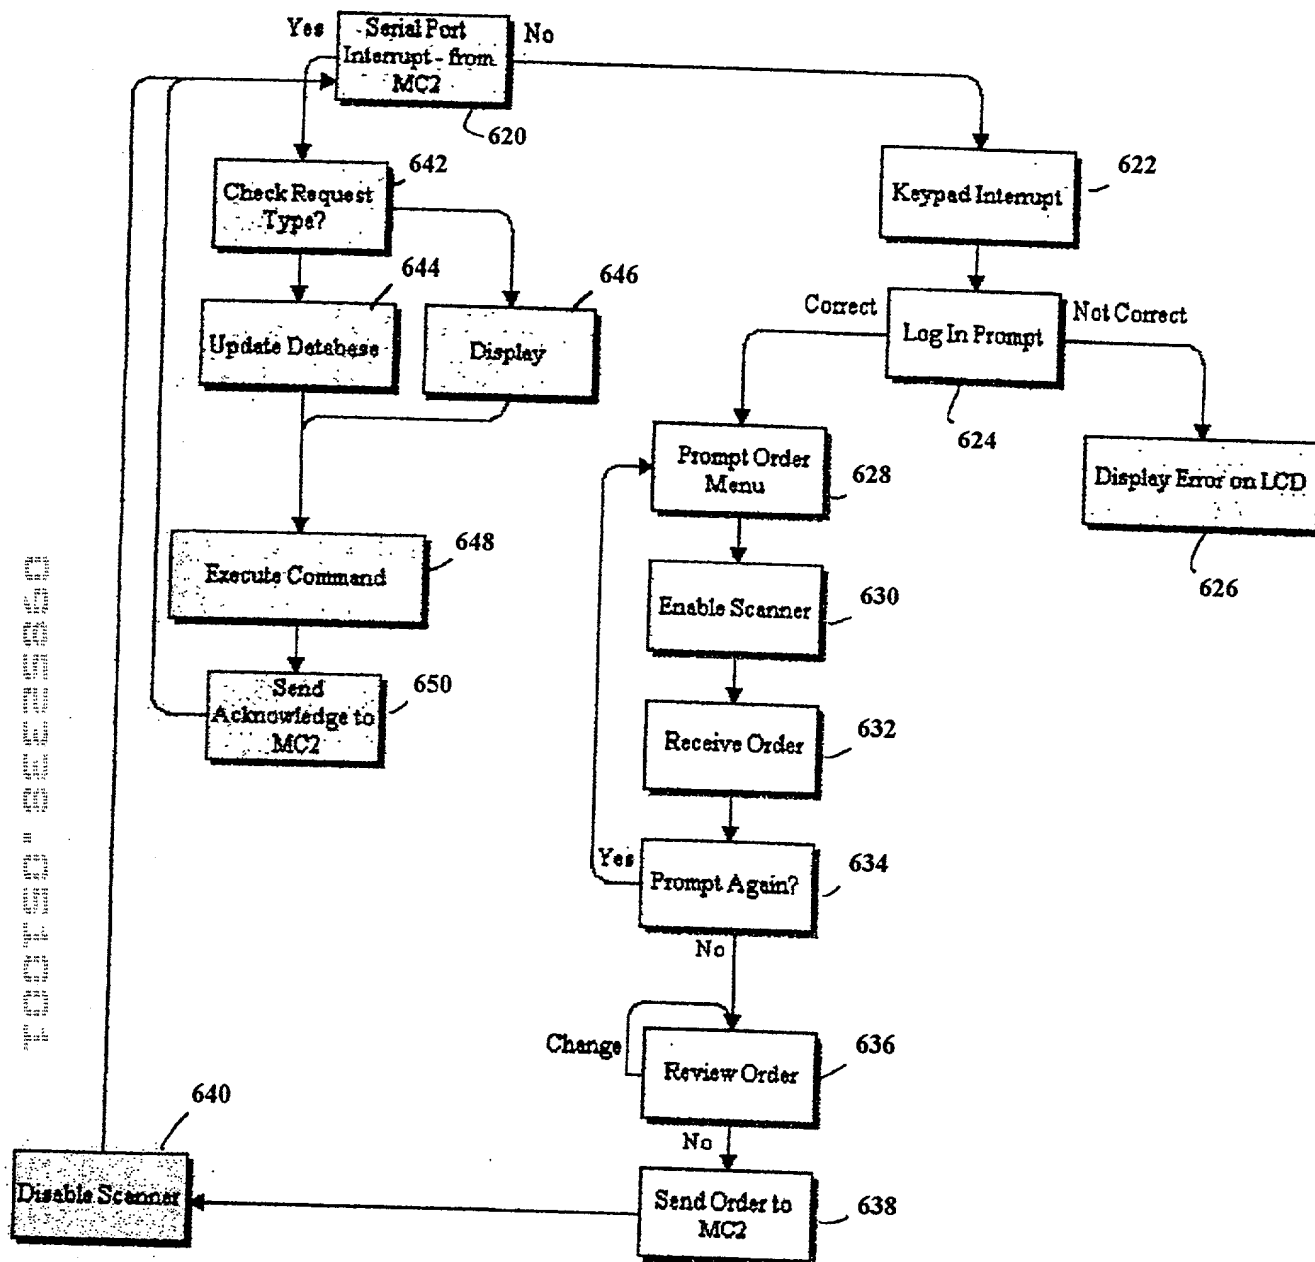 Yes
Serial Port
Interrupt - from
MC2
No
620
642
Check Request
Type?
622
Keypad Interrupt
644
646
Update Database
Display
Correct
Log In Prompt
Not Correct
624
Prompt Order
Menu
628
Display Error on LCD
626
648
Execute Command
Enable Scanner
630
650
Send
Acknowledge to
MC2
Receive Order
632
Yes
Prompt Again?
634
No
Change
Review Order
636
No
640
Disable Scanner
Send Order to
MC2
638